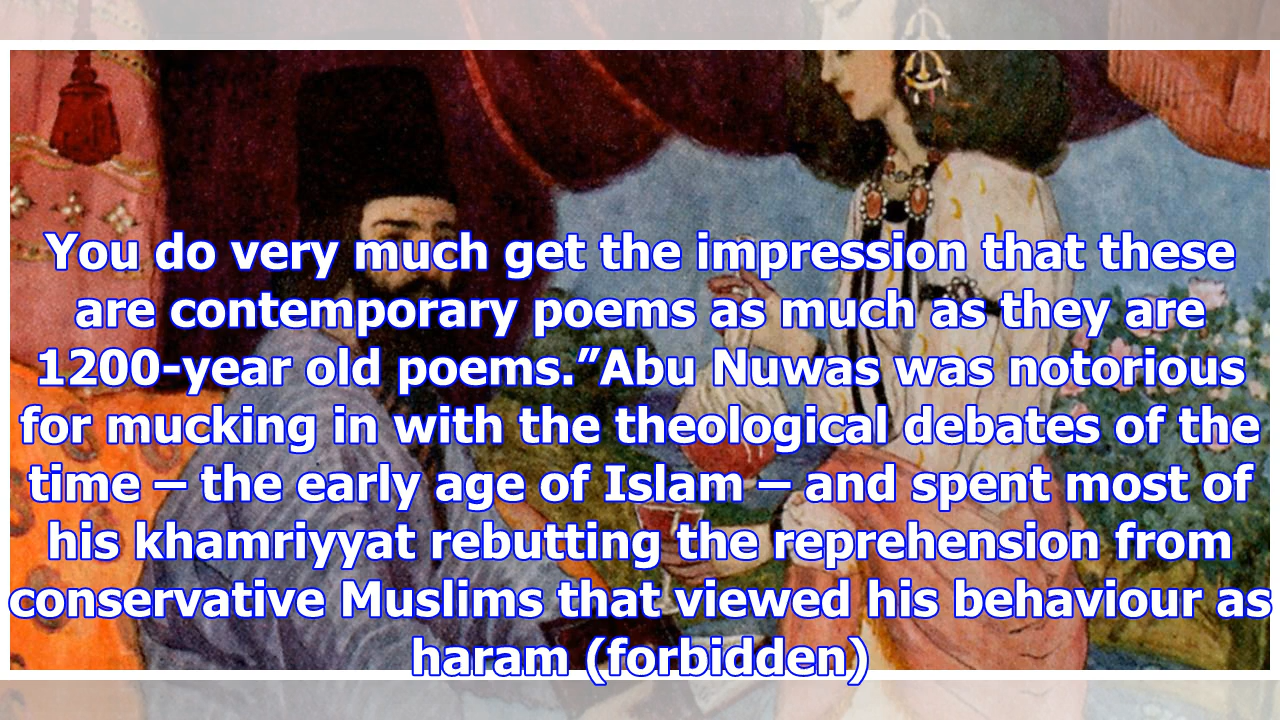 You do very much get the impression that these
are contemporary poems as much as they are
1200-year old poems.”Abu Nuwas was notorious
for mucking in with the theological debates of the
time – the early age of Islam – and spent most of
his khamriyyat rebutting the reprehension from
conservative Muslims that viewed his behaviour as
haram (forbidden)